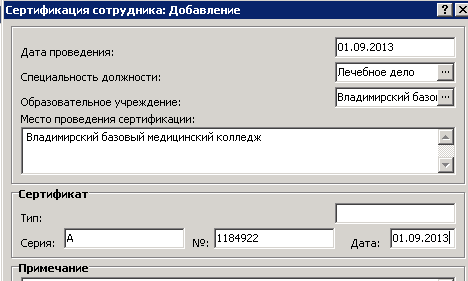 Сертификация сотрудника: Добавление
Дата проведения: 01.09.2013
Специальность должности: Лечебное дело ...
Образовательное учреждение: Владимирский базо ...
Место проведения сертификации:
Владимирский базовый медицинский колледж
Сертификат
Тип:
Серия: А №: 1184922 Дата: 01.09.2013
Примечание